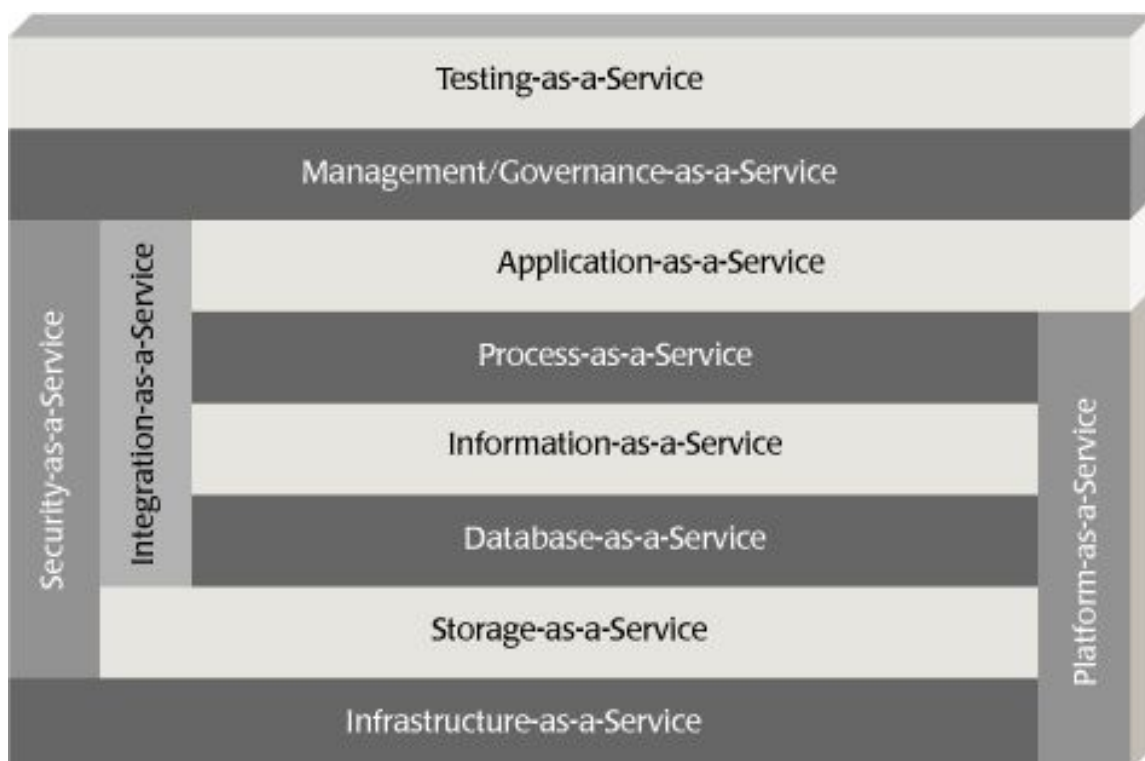 Testing-as-a-Service
Management/Governance-as-a-Service
Security-as-a-Service
Integration-as-a-Service
Application-as-a-Service
Process-as-a-Service
Information-as-a-Service
Database-as-a-Service
Storage-as-a-Service
Platform-as-a-Service
Infrastructure-as-a-Service